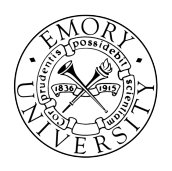 EMORY
UNIVERSITY
cor prudentis possidebit scientiam
1836 1915